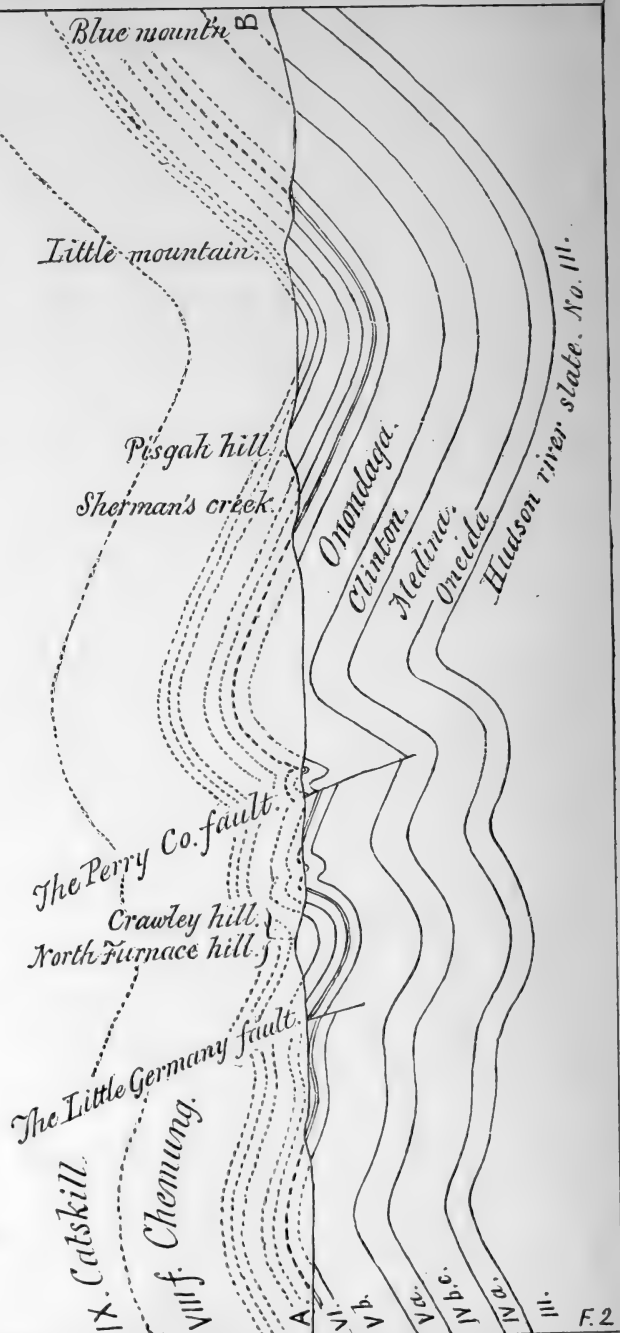 Blue mount'n
B
Little mountain.
Pisgah hill.
Sherman's creek.
Onondaga.
Clinton.
Medina.
Oneida
Hudson river slate. No. III.
The Perry Co. fault.
Crawley hill.
North Furnace hill.
The Little Germany fault.
IX. Catskill.
VIII f. Chemung.
A.
VI.
V b.
V a.
IV b.c.
IV a.
III.
F. 2